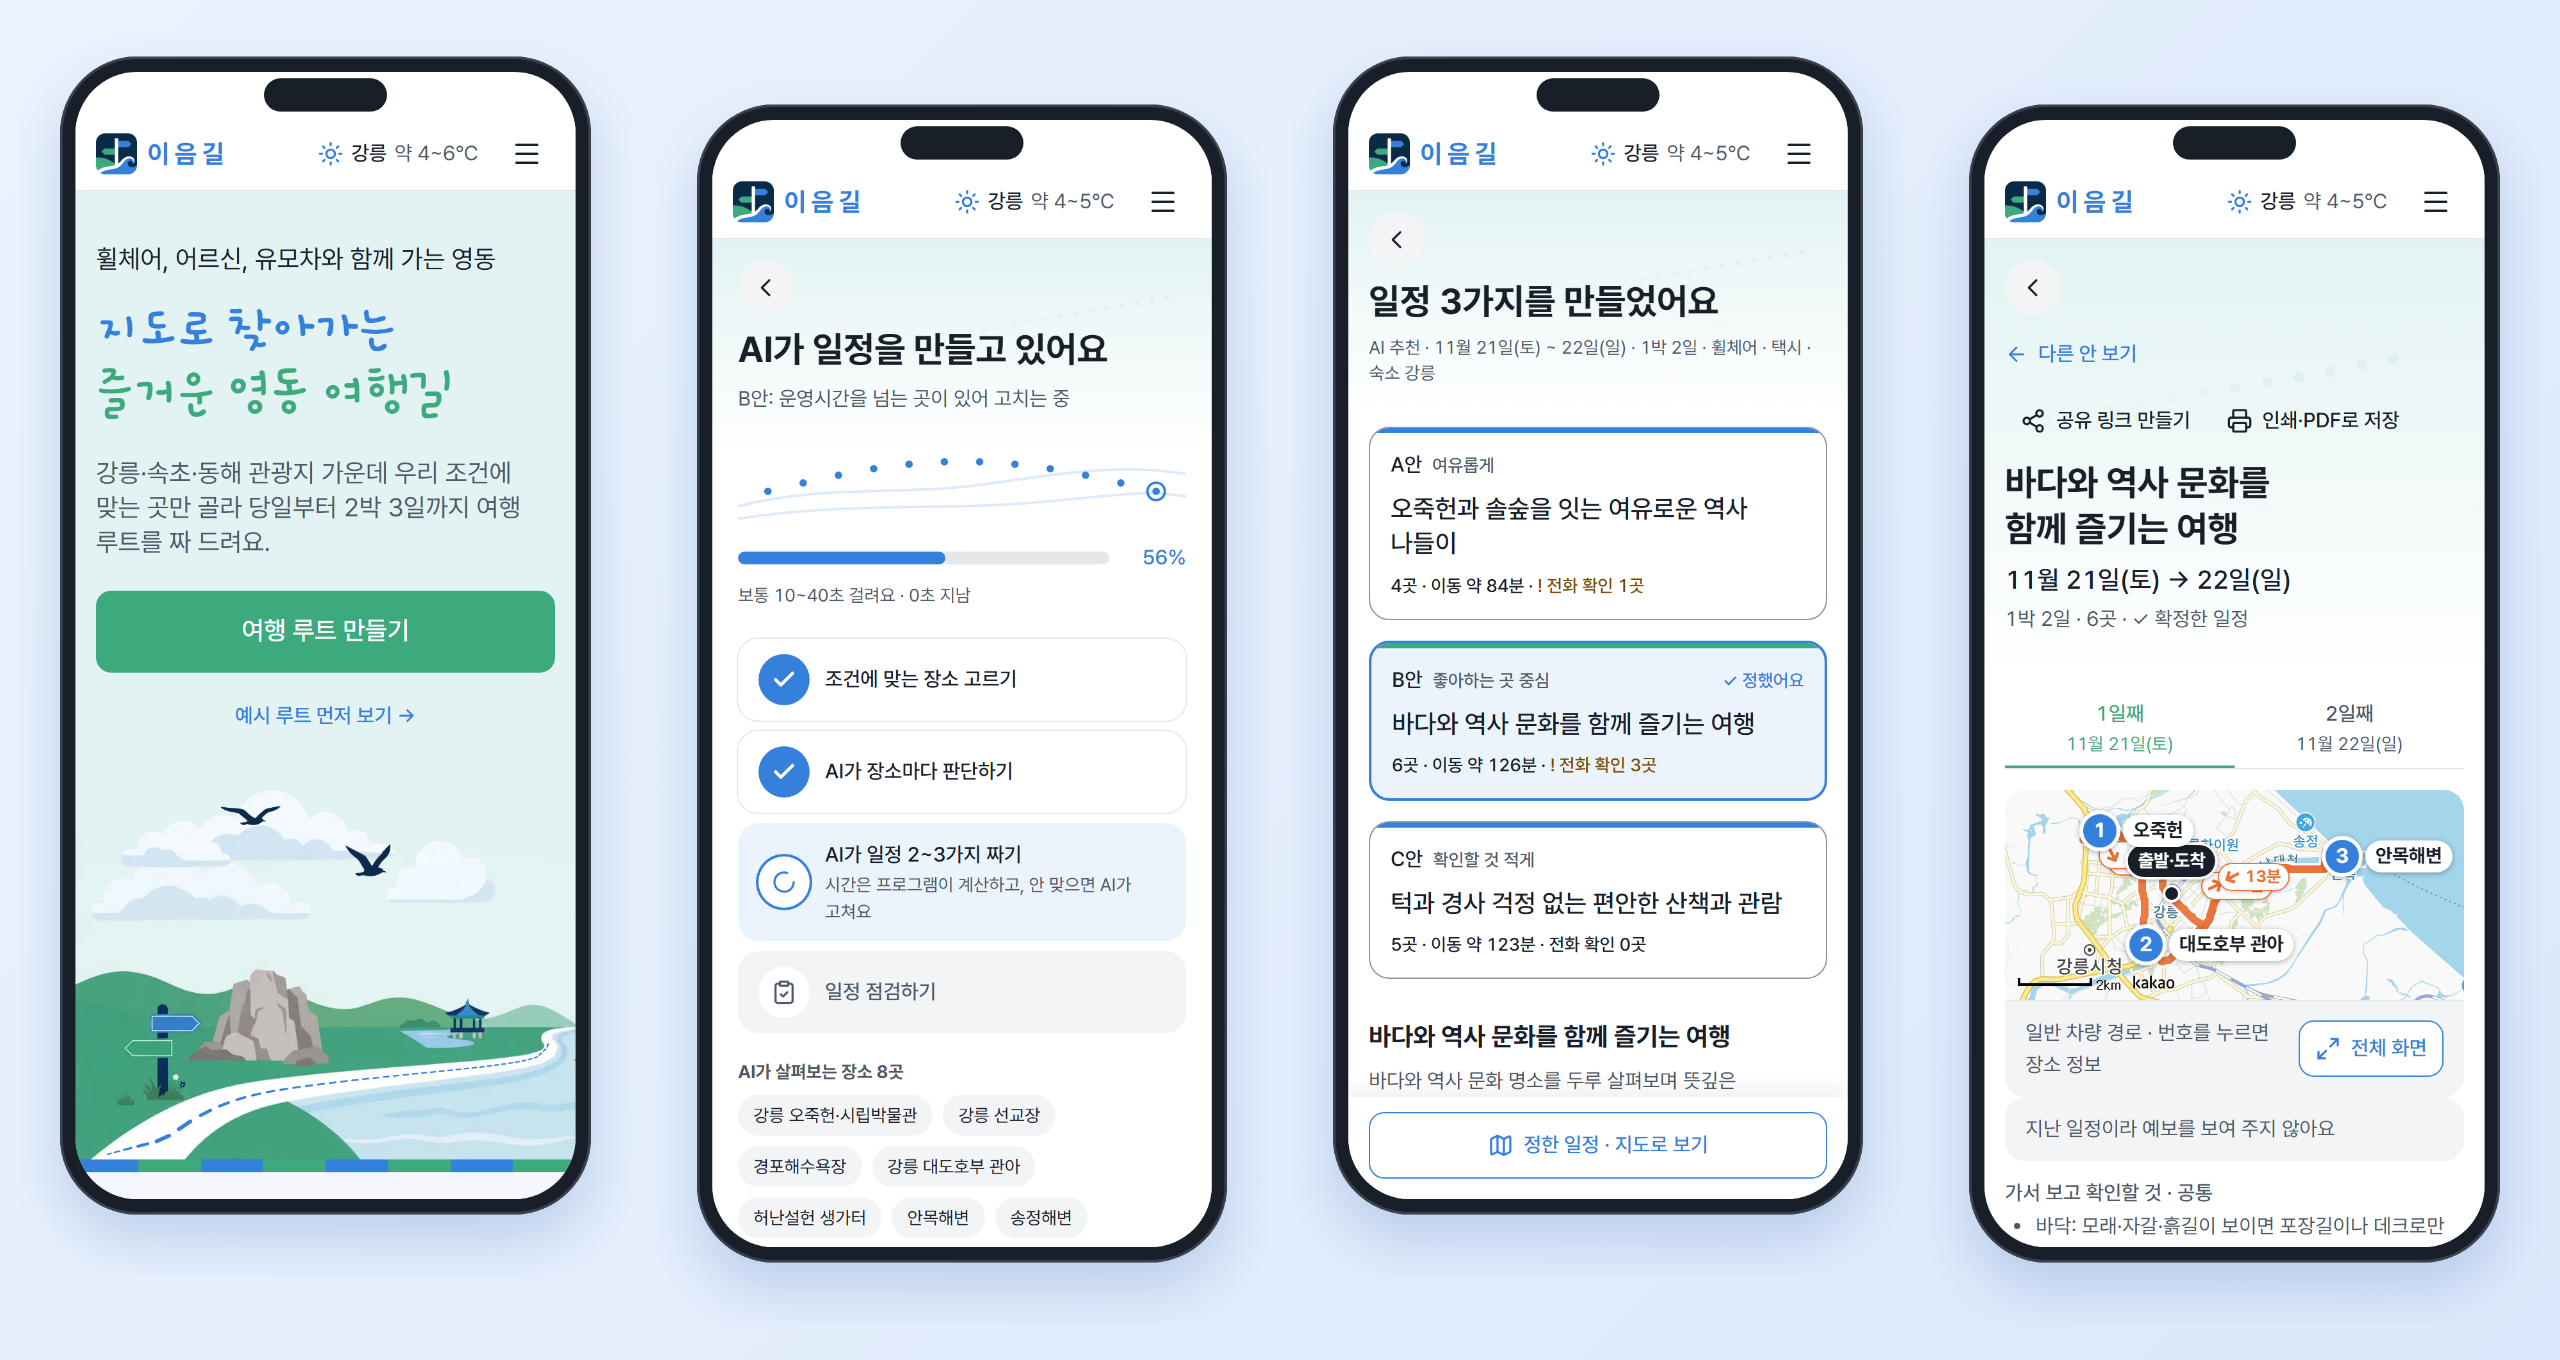 이음길
강릉 약 4~6°C
휠체어, 어르신, 유모차와 함께 가는 영동
지도로 찾아가는
즐거운 영동 여행길
강릉·속초·동해 관광지 가운데 우리 조건에
맞는 곳만 골라 당일부터 2박 3일까지 여행
루트를 짜 드려요.
여행 루트 만들기
예시 루트 먼저 보기 →
이음길
강릉 약 4~5°C
AI가 일정을 만들고 있어요
B안: 운영시간을 넘는 곳이 있어 고치는 중
56%
보통 10~40초 걸려요 · 0초 지남
조건에 맞는 장소 고르기
AI가 장소마다 판단하기
AI가 일정 2~3가지 짜기
시간은 프로그램이 계산하고, 안 맞으면 AI가
고쳐요
일정 점검하기
AI가 살펴보는 장소 8곳
강릉 오죽헌·시립박물관
강릉 선교장
경포해수욕장
강릉 대도호부 관아
허난설헌 생가터
안목해변
송정해변
이음길
강릉 약 4~5°C
일정 3가지를 만들었어요
AI 추천 · 11월 21일(토) ~ 22일(일) · 1박 2일 · 휠체어 · 택시 ·
숙소 강릉
A안 여유롭게
오죽헌과 솔숲을 잇는 여유로운 역사
나들이
4곳 · 이동 약 84분 · ! 전화 확인 1곳
B안 좋아하는 곳 중심
✓ 정했어요
바다와 역사 문화를 함께 즐기는 여행
6곳 · 이동 약 126분 · ! 전화 확인 3곳
C안 확인할 것 적게
턱과 경사 걱정 없는 편안한 산책과 관람
5곳 · 이동 약 123분 · 전화 확인 0곳
바다와 역사 문화를 함께 즐기는 여행
바다와 역사 문화 명소를 두루 살펴보며 뜻깊은
정한 일정 · 지도로 보기
이음길
강릉 약 4~5°C
← 다른 안 보기
공유 링크 만들기
인쇄·PDF로 저장
바다와 역사 문화를
함께 즐기는 여행
11월 21일(토) → 22일(일)
1박 2일 · 6곳 · ✓ 확정한 일정
1일째
11월 21일(토)
2일째
11월 22일(일)
1
오죽헌
출발·도착
송정
3
안목해변
13분
강릉
2
대도호부 관아
강릉시청
2km
kakao
일반 차량 경로 · 번호를 누르면
장소 정보
전체 화면
지난 일정이라 예보를 보여 주지 않아요
가서 보고 확인할 것 · 공통
• 바닥: 모래·자갈·흙길이 보이면 포장길이나 데크로만